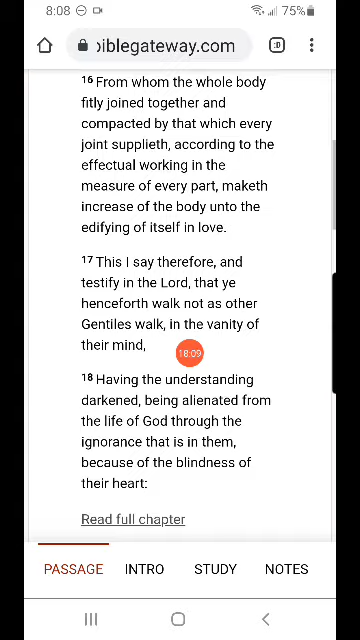 8:08 75%
biblegateway.com :D
16 From whom the whole body
fitly joined together and
compacted by that which every
joint supplieth, according to the
effectual working in the
measure of every part, maketh
increase of the body unto the
edifying of itself in love.
17 This I say therefore, and
testify in the Lord, that ye
henceforth walk not as other
Gentiles walk, in the vanity of
their mind,
18:09
18 Having the understanding
darkened, being alienated from
the life of God through the
ignorance that is in them,
because of the blindness of
their heart:
Read full chapter
PASSAGE INTRO STUDY NOTES